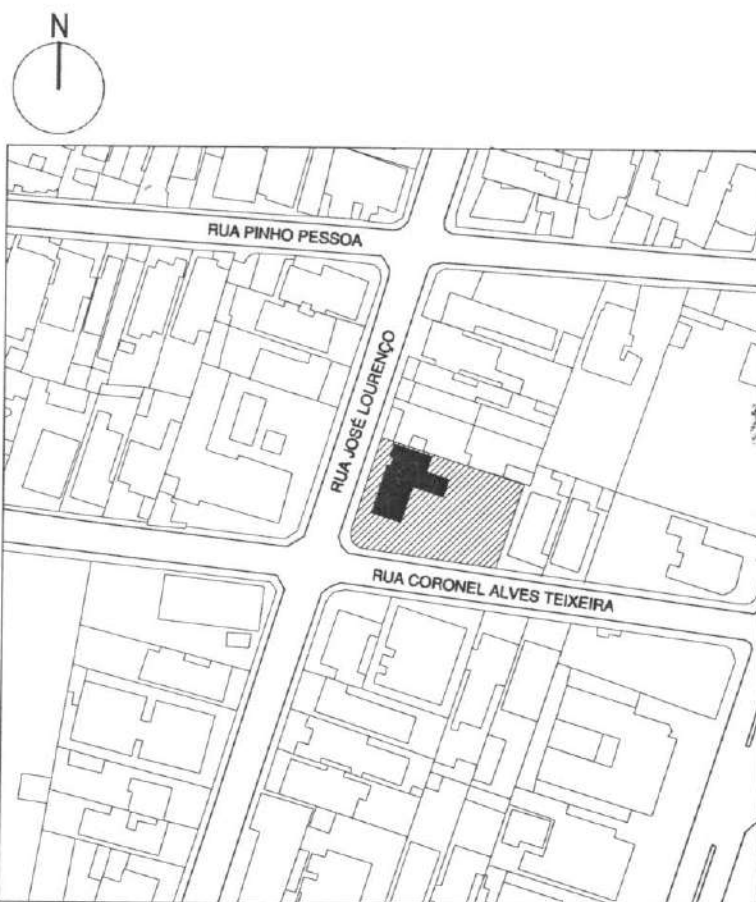 N
RUA PINHO PESSOA
RUA JOSÉ LOURENÇO
RUA CORONEL ALVES TEIXEIRA